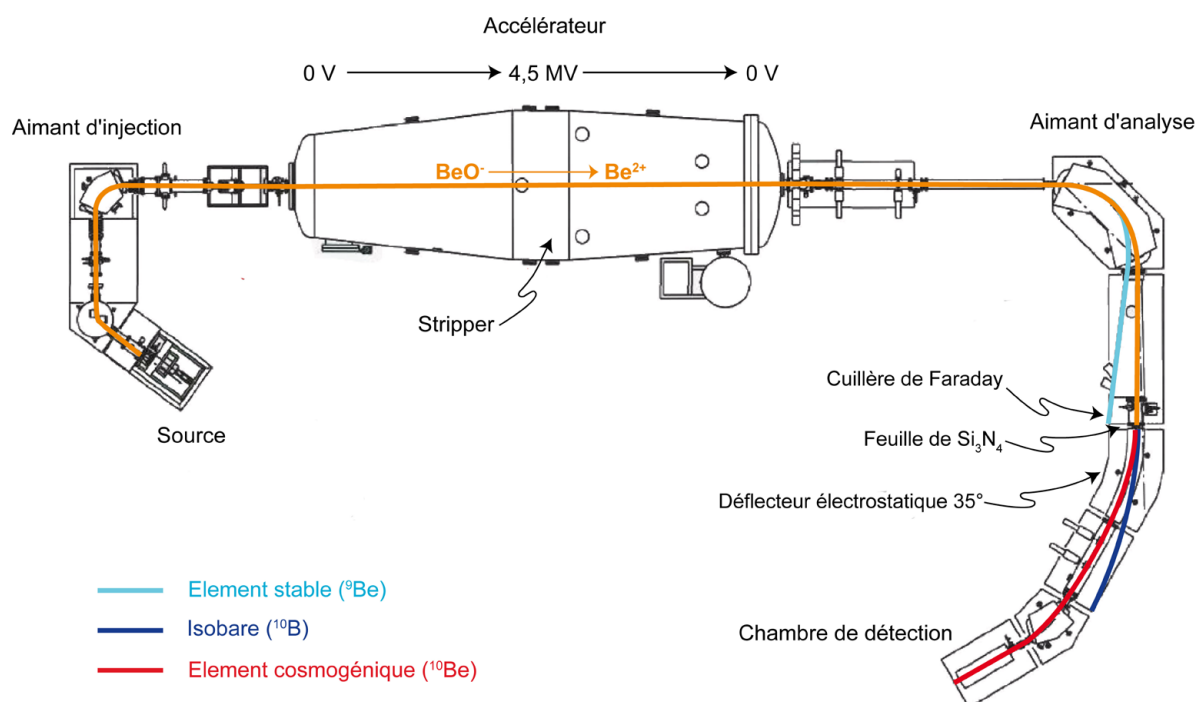 Accélérateur
0 V 4,5 MV 0 V
Aimant d'injection
Aimant d'analyse
BeO⁻ Be²⁺
Stripper
Source
Cuillère de Faraday
Feuille de Si₃N₄
Déflecteur électrostatique 35°
Chambre de détection
Element stable (⁹Be)
Isobare (¹⁰B)
Element cosmogénique (¹⁰Be)